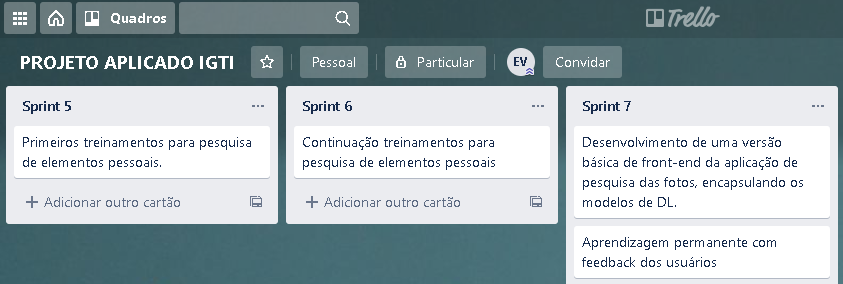 Quadros
Trello
PROJETO APLICADO IGTI
Pessoal
Particular
EV
Convidar
Sprint 5
Primeiros treinamentos para pesquisa
de elementos pessoais.
Adicionar outro cartão
Sprint 6
Continuação treinamentos para
pesquisa de elementos pessoais
Adicionar outro cartão
Sprint 7
Desenvolvimento de uma versão
básica de front-end da aplicação de
pesquisa das fotos, encapsulando os
modelos de DL.
Aprendizagem permanente com
feedback dos usuários